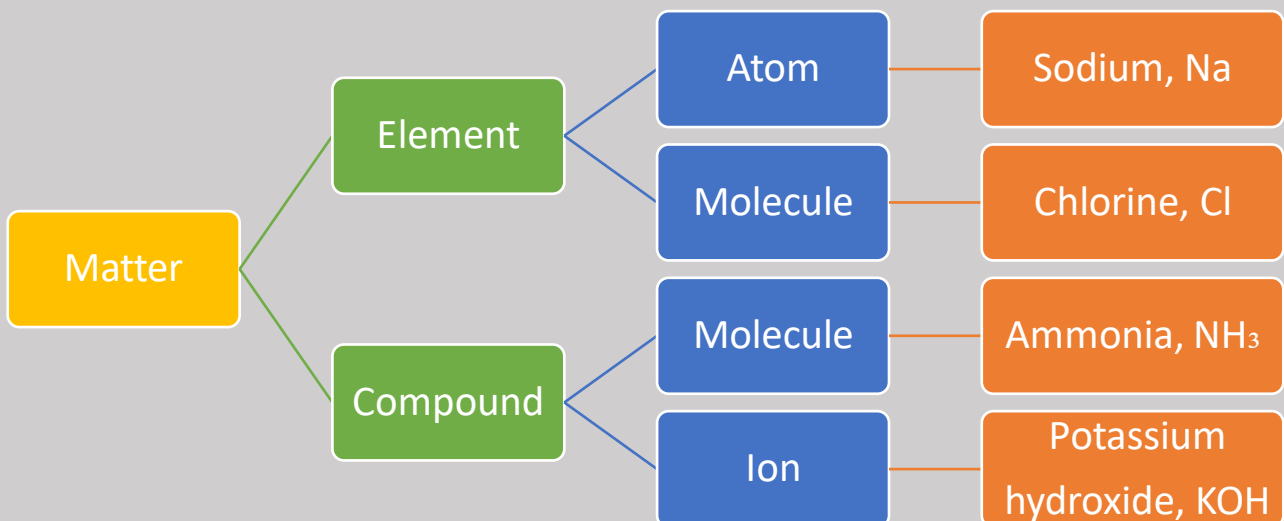 Matter
Element
Compound
Atom
Molecule
Molecule
Ion
Sodium, Na
Chlorine, Cl
Ammonia, NH₃
Potassium
hydroxide, KOH